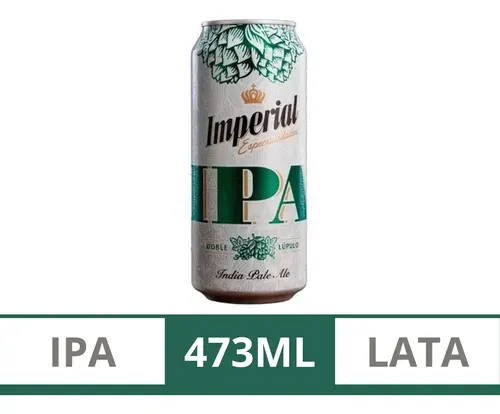 Imperial
Especialidades
IPA
DOBLE LÚPULO
India Pale Ale
IPA 473ML LATA